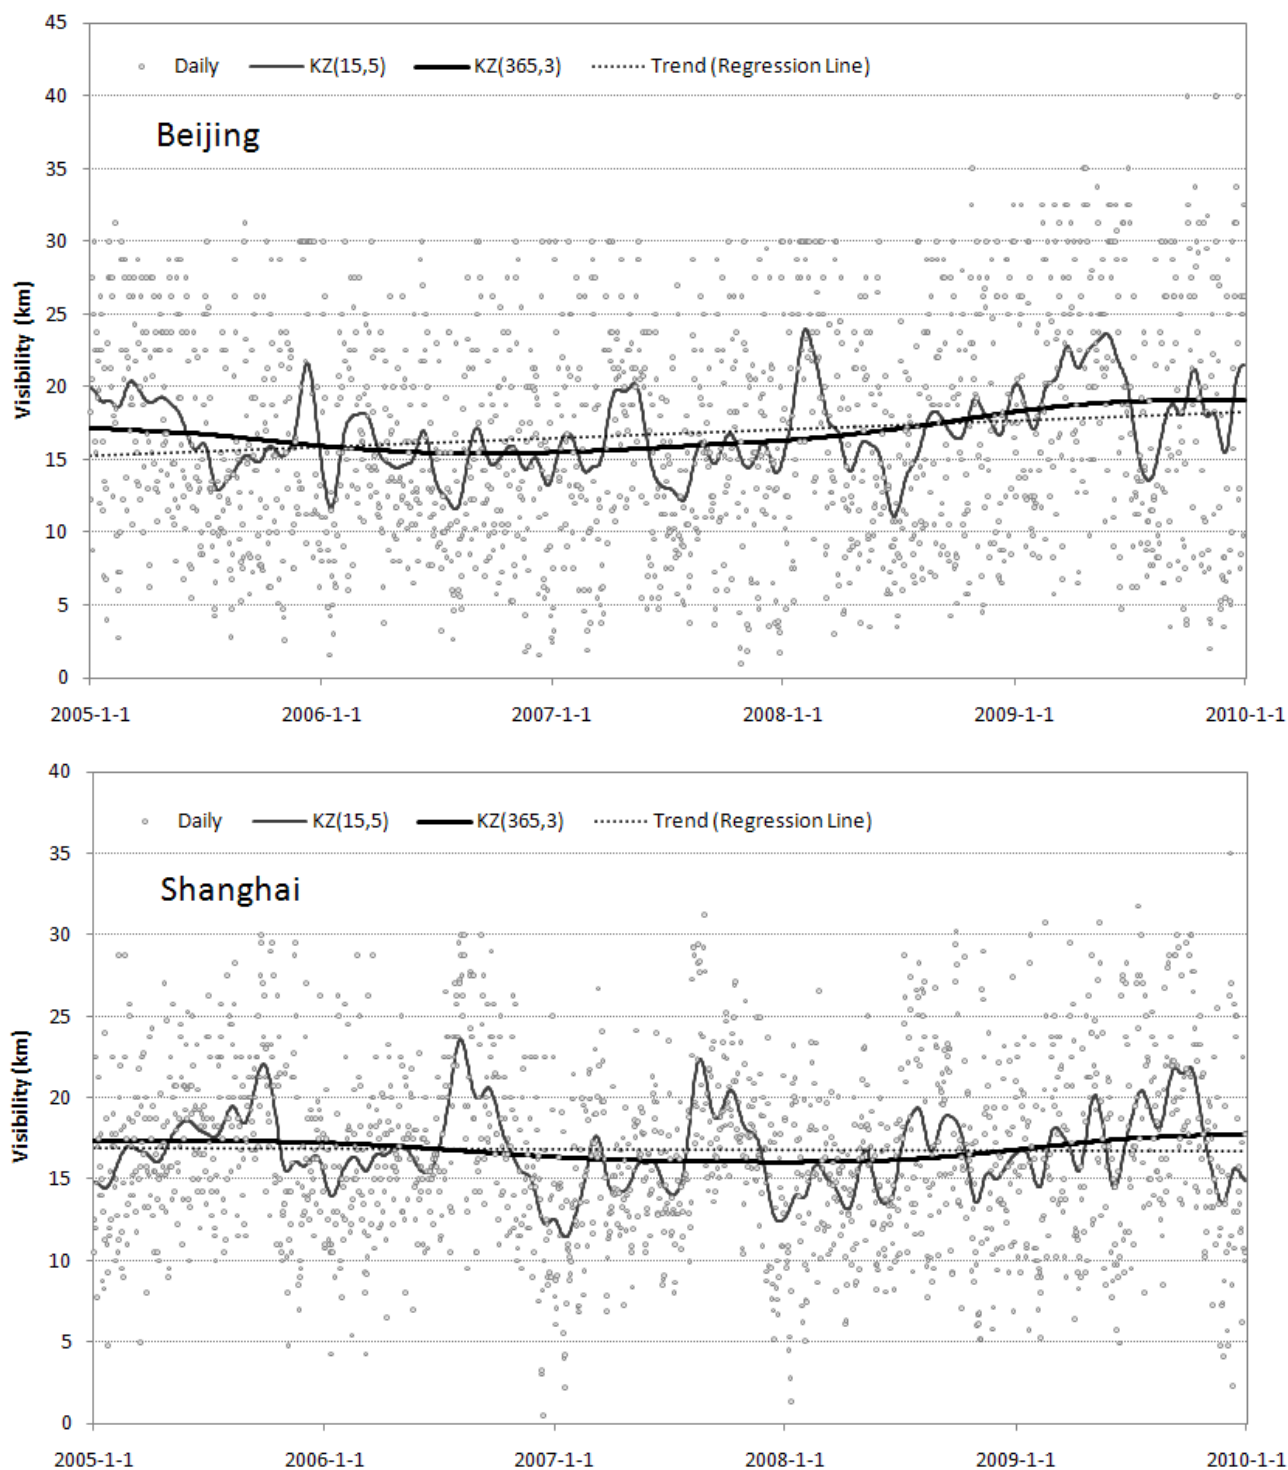 45
Daily KZ(15,5) KZ(365,3) Trend (Regression Line)
40
Beijing
35
30
25
Visibility (km)
20
15
10
5
0
2005-1-1 2006-1-1 2007-1-1 2008-1-1 2009-1-1 2010-1-1
40
Daily KZ(15,5) KZ(365,3) Trend (Regression Line)
35
Shanghai
30
25
Visibility (km)
20
15
10
5
0
2005-1-1 2006-1-1 2007-1-1 2008-1-1 2009-1-1 2010-1-1